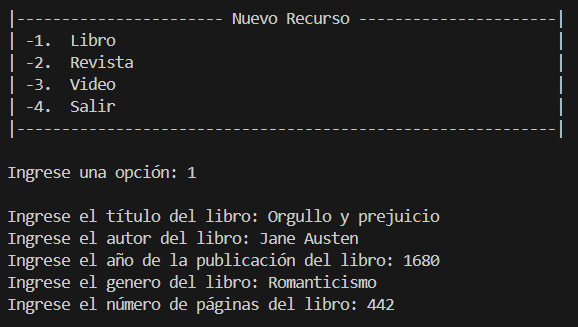 |----------------------- Nuevo Recurso ----------------------|
| -1.  Libro                                                 |
| -2.  Revista                                               |
| -3.  Video                                                 |
| -4.  Salir                                                 |
|------------------------------------------------------------|
Ingrese una opción: 1
Ingrese el título del libro: Orgullo y prejuicio
Ingrese el autor del libro: Jane Austen
Ingrese el año de la publicación del libro: 1680
Ingrese el genero del libro: Romanticismo
Ingrese el número de páginas del libro: 442